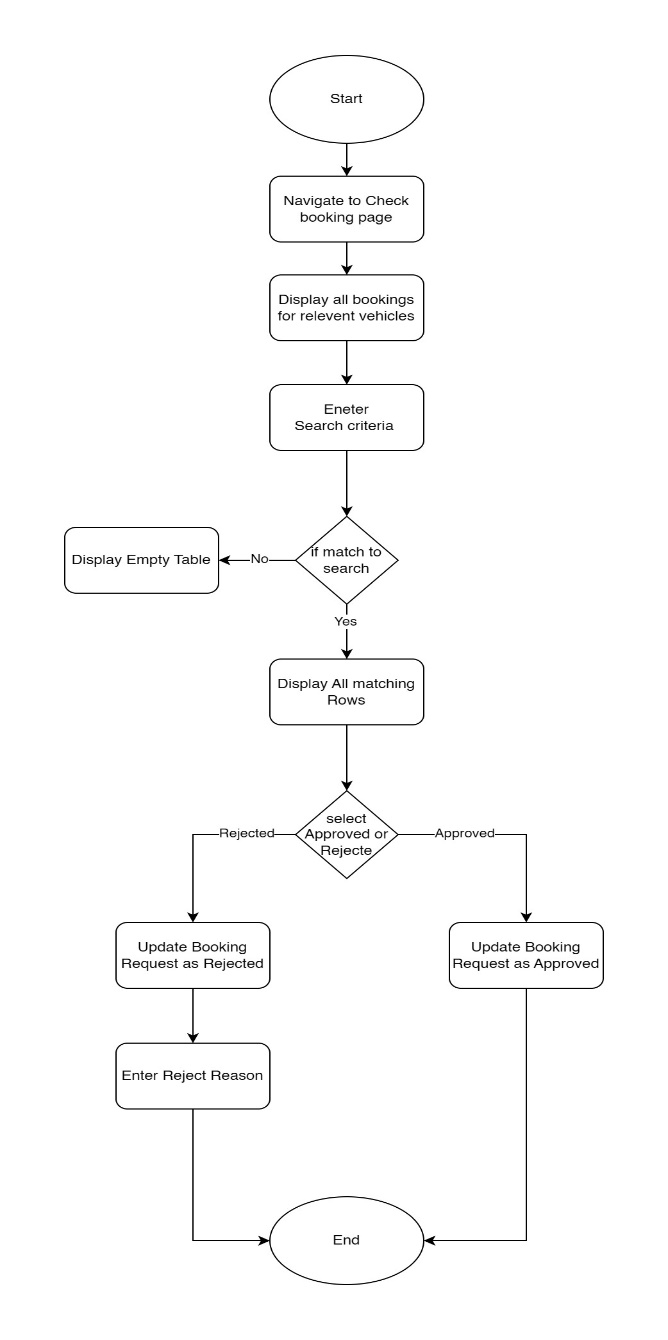 Start
Navigate to Check
booking page
Display all bookings
for relevent vehicles
Eneter
Search criteria
if match to
search
No
Display Empty Table
Yes
Display All matching
Rows
select
Approved or
Rejecte
Rejected
Approved
Update Booking
Request as Rejected
Update Booking
Request as Approved
Enter Reject Reason
End